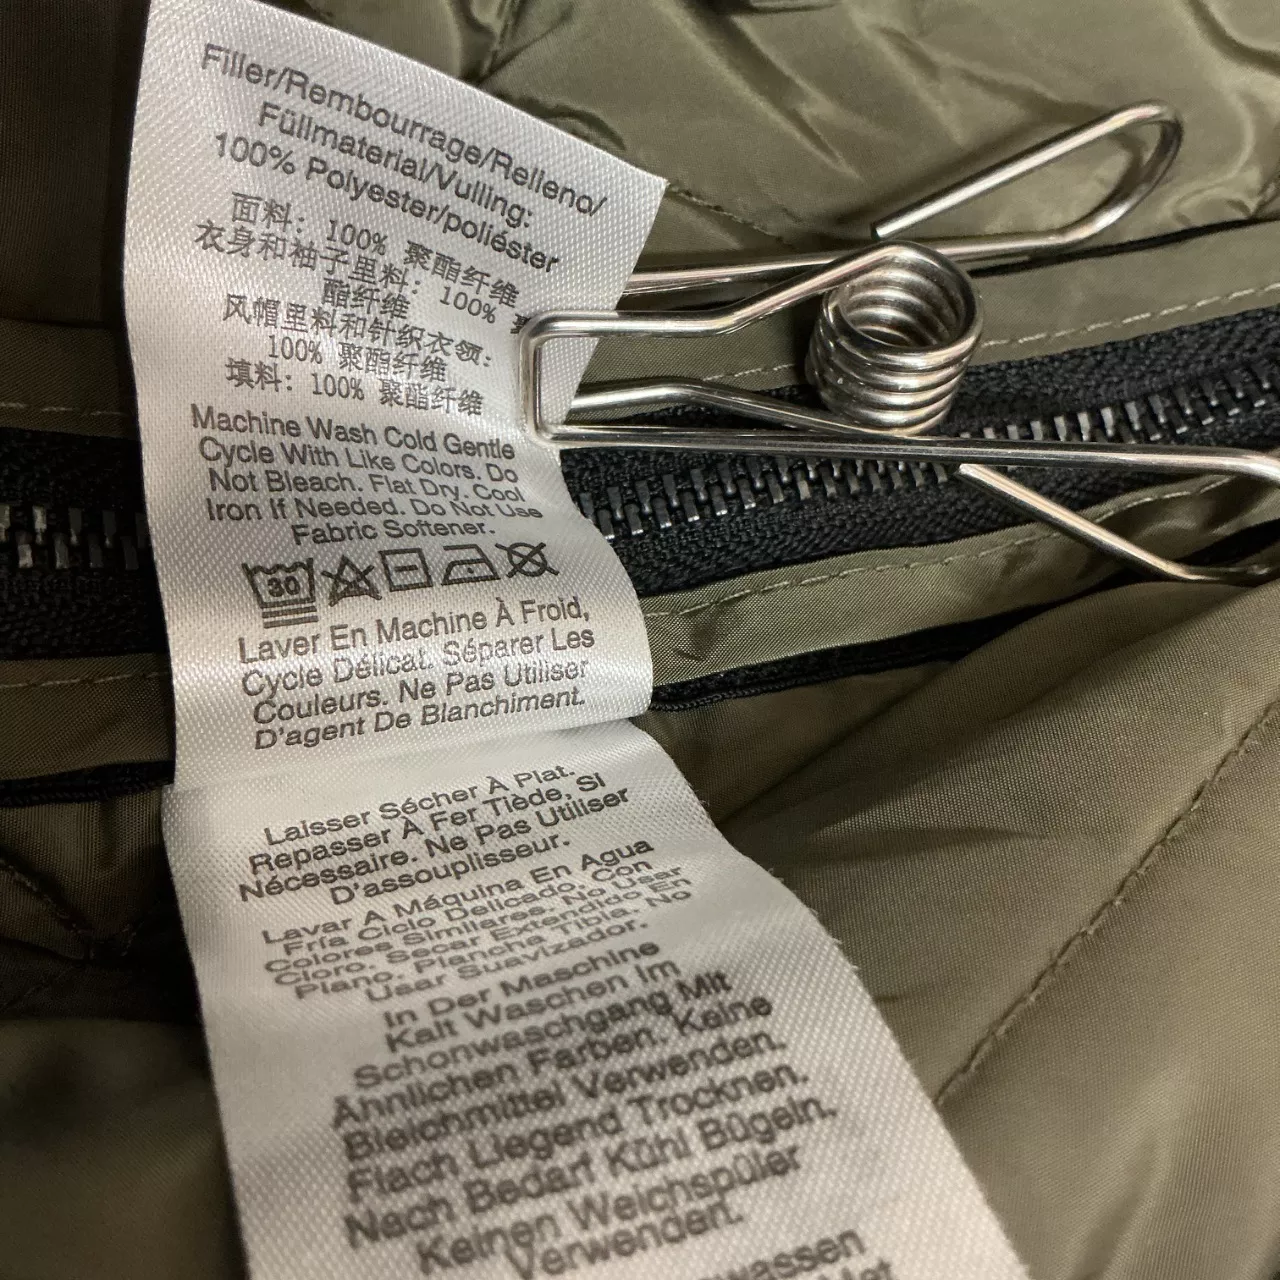 Filler/Rembourrage/Relleno/
Füllmaterial/Vulling:
100% Polyester/poliéster
面料: 100% 聚酯纤维
衣身和袖子里料: 100% 聚
酯纤维
风帽里料和针织衣领:
100% 聚酯纤维
填料: 100% 聚酯纤维
Machine Wash Cold Gentle
Cycle With Like Colors. Do
Not Bleach. Flat Dry. Cool
Iron If Needed. Do Not Use
Fabric Softener.
30
Laver En Machine À Froid,
Cycle Délicat. Séparer Les
Couleurs. Ne Pas Utiliser
D'agent De Blanchiment.
Laisser Sécher À Plat.
Repasser À Fer Tiède, Si
Nécessaire. Ne Pas Utiliser
D'assouplisseur.
Lavar A Máquina En Agua
Fría Ciclo Delicado, Con
Colores Similares. No Usar
Cloro. Secar Extendido En
Plano. Plancha Tibia. No
Usar Suavizador.
In Der Maschine
Kalt Waschen Im
Schonwaschgang Mit
Ähnlichen Farben. Keine
Bleichmittel Verwenden.
Flach Liegend Trocknen.
Nach Bedarf Kühl Bügeln.
Keinen Weichspüler
Verwenden.